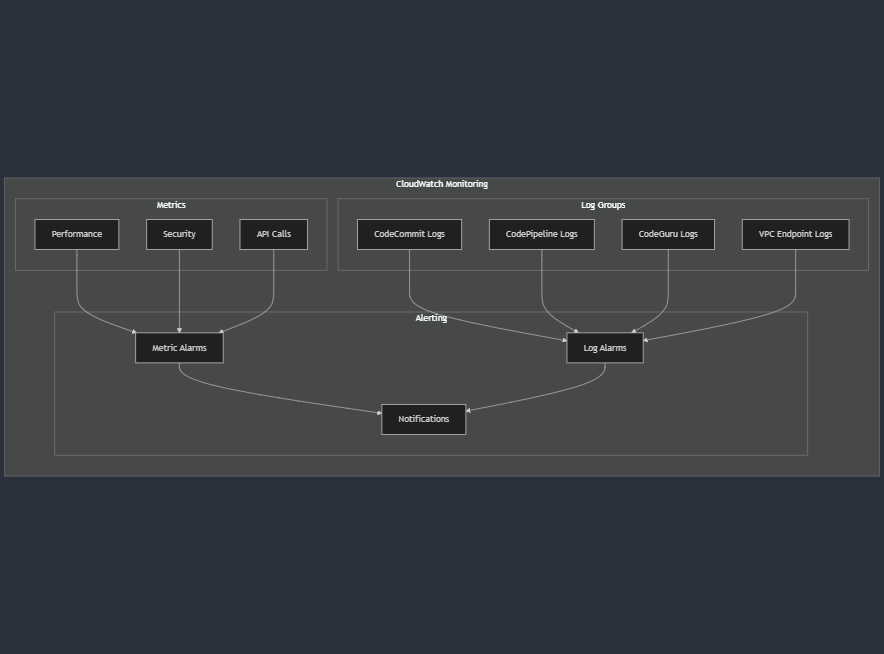 CloudWatch Monitoring
Metrics
Log Groups
Performance
Security
API Calls
CodeCommit Logs
CodePipeline Logs
CodeGuru Logs
VPC Endpoint Logs
Alerting
Metric Alarms
Log Alarms
Notifications